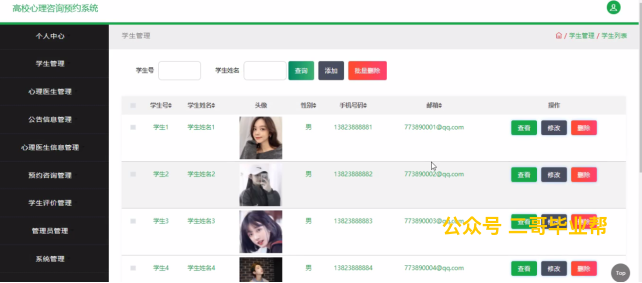 高校心理咨询预约系统
个人中心
学生管理
心理医生管理
公告信息管理
心理医生信息管理
预约咨询管理
学生评价管理
管理员管理
系统管理
学生管理
/ 学生管理 / 学生列表
学生号 学生姓名 查询 添加 批量删除
学生号 学生姓名 头像 性别 手机号码 邮箱 操作
学生1 学生姓名1 男 13823888881 773890001@qq.com 查看 修改 删除
学生2 学生姓名2 男 13823888882 773890002@qq.com 查看 修改 删除
学生3 学生姓名3 男 13823888883 773890003@qq.com 查看 修改 删除
公众号 二哥毕业帮
学生4 学生姓名4 男 13823888884 773890004@qq.com 查看 修改 删除
Top